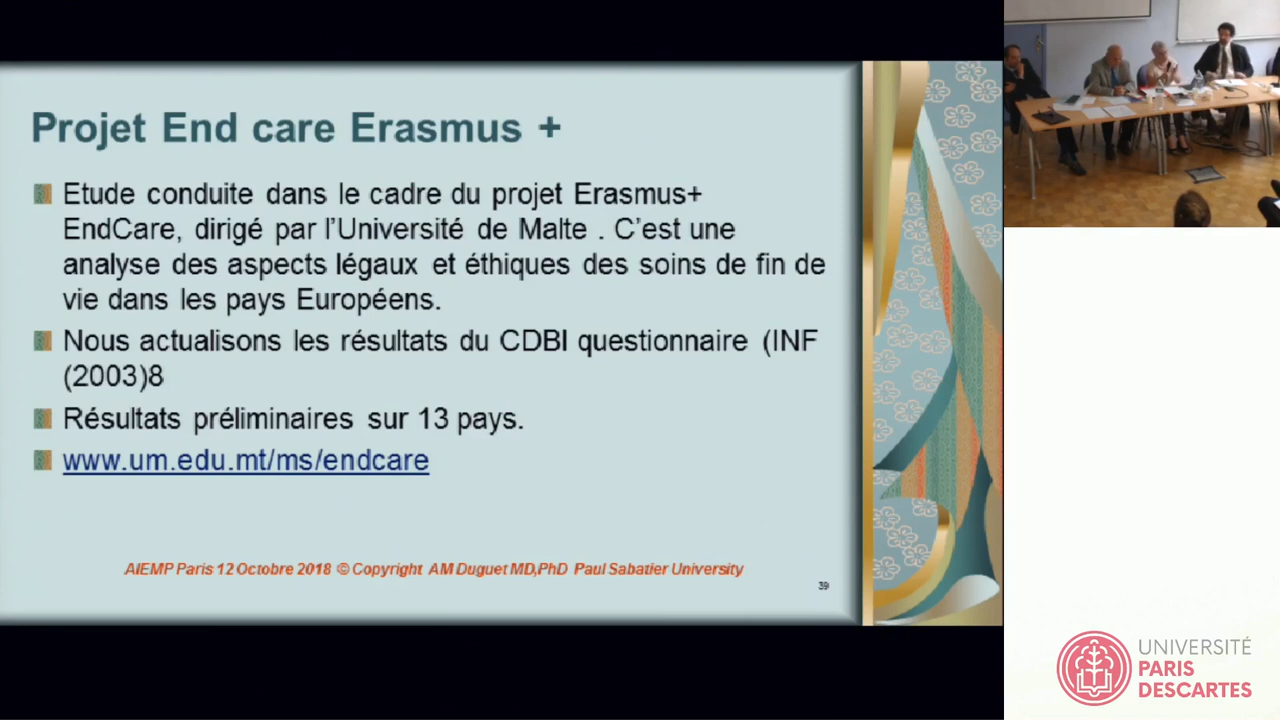 Projet End care Erasmus +
Etude conduite dans le cadre du projet Erasmus+
EndCare, dirigé par l'Université de Malte . C'est une
analyse des aspects légaux et éthiques des soins de fin de
vie dans les pays Européens.
Nous actualisons les résultats du CDBI questionnaire (INF
(2003)8
Résultats préliminaires sur 13 pays.
www.um.edu.mt/ms/endcare
AIEMP Paris 12 Octobre 2018 © Copyright AM Duguet MD,PhD Paul Sabatier University
39
UNIVERSITÉ
PARIS
DESCARTES